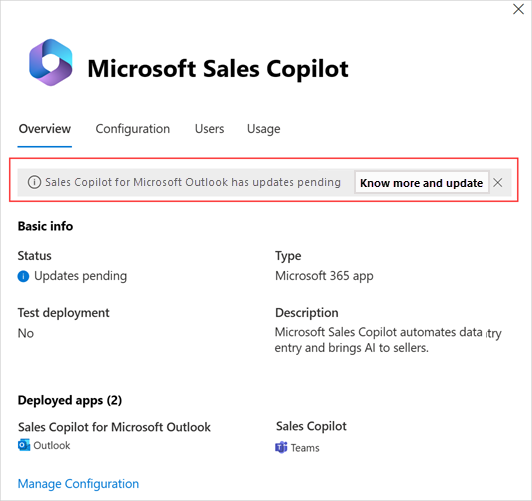 Microsoft Sales Copilot
Overview Configuration Users Usage
Sales Copilot for Microsoft Outlook has updates pending Know more and update
Basic info
Status Type
Updates pending Microsoft 365 app
Test deployment Description
No Microsoft Sales Copilot automates data try
entry and brings AI to sellers.
Deployed apps (2)
Sales Copilot for Microsoft Outlook Sales Copilot
Outlook Teams
Manage Configuration